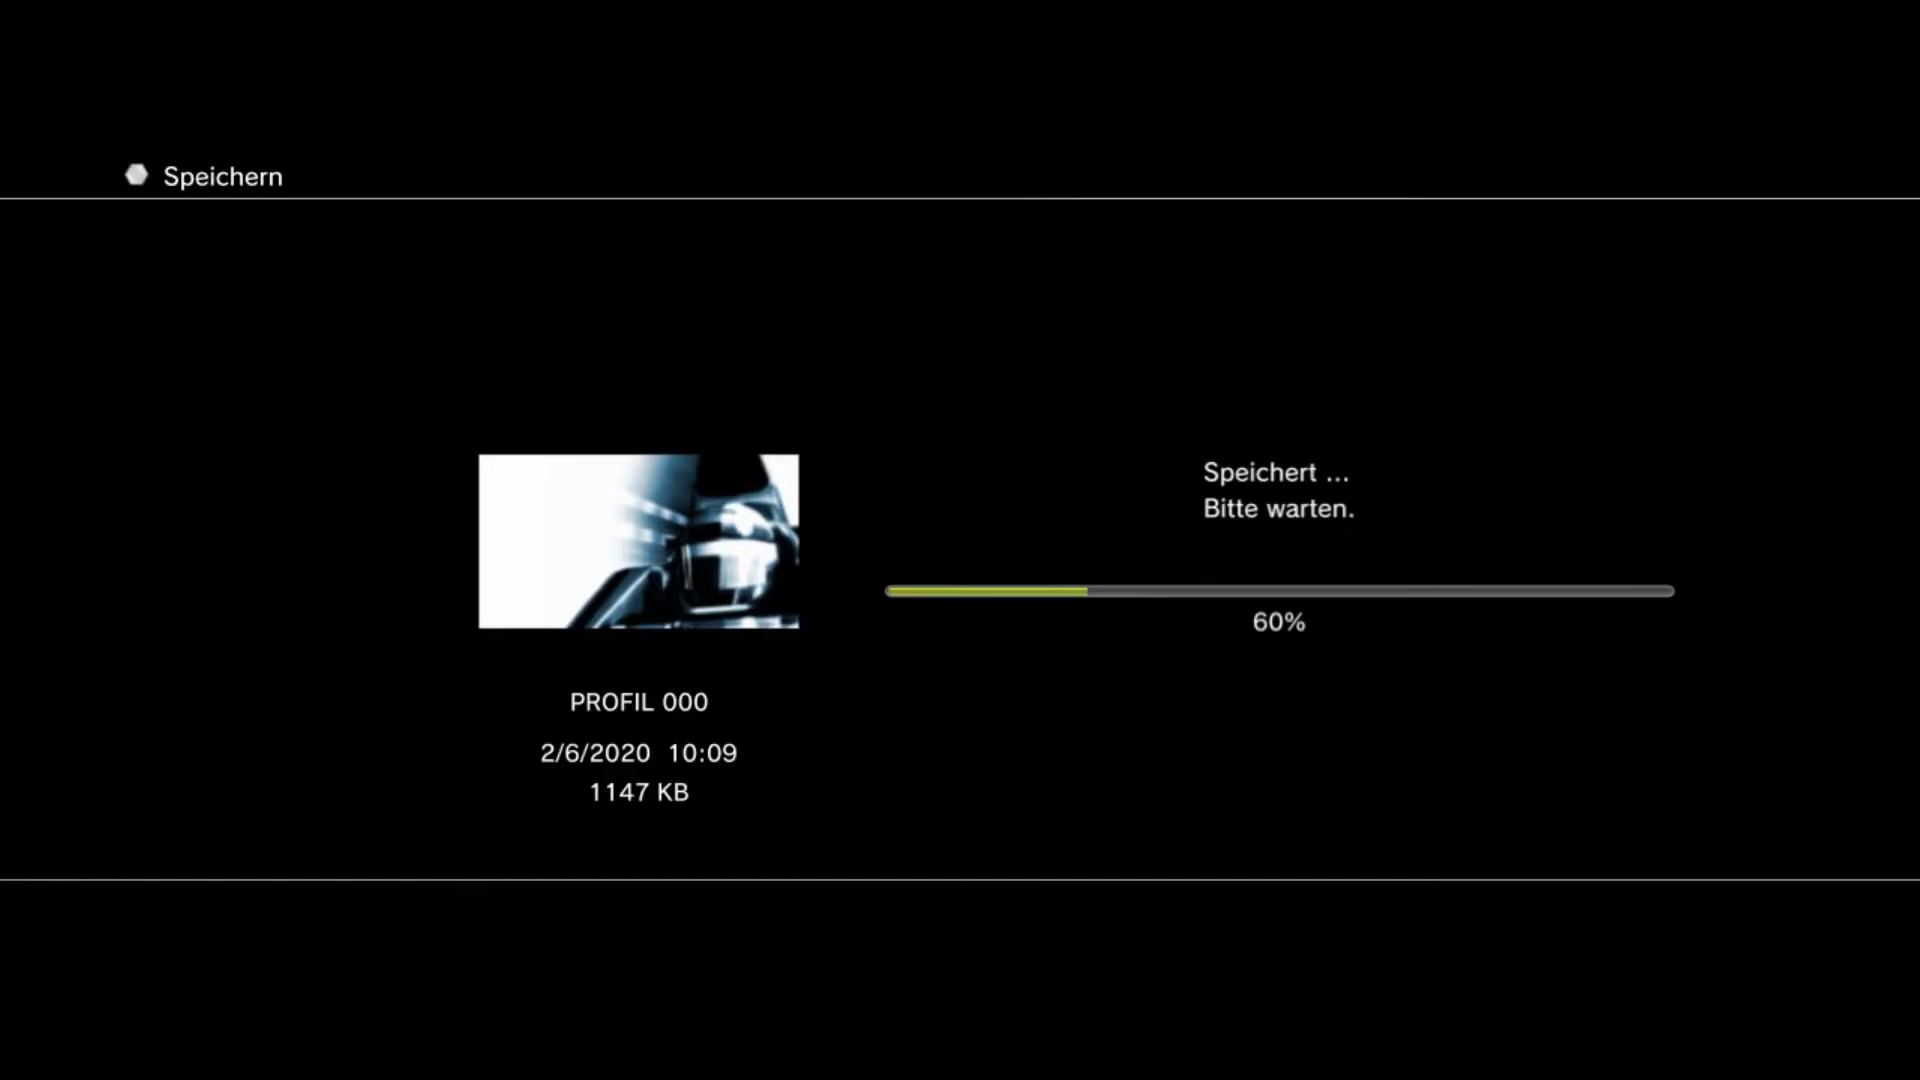 Speichern
Speichert ...
Bitte warten.
60%
PROFIL 000
2/6/2020 10:09
1147 KB